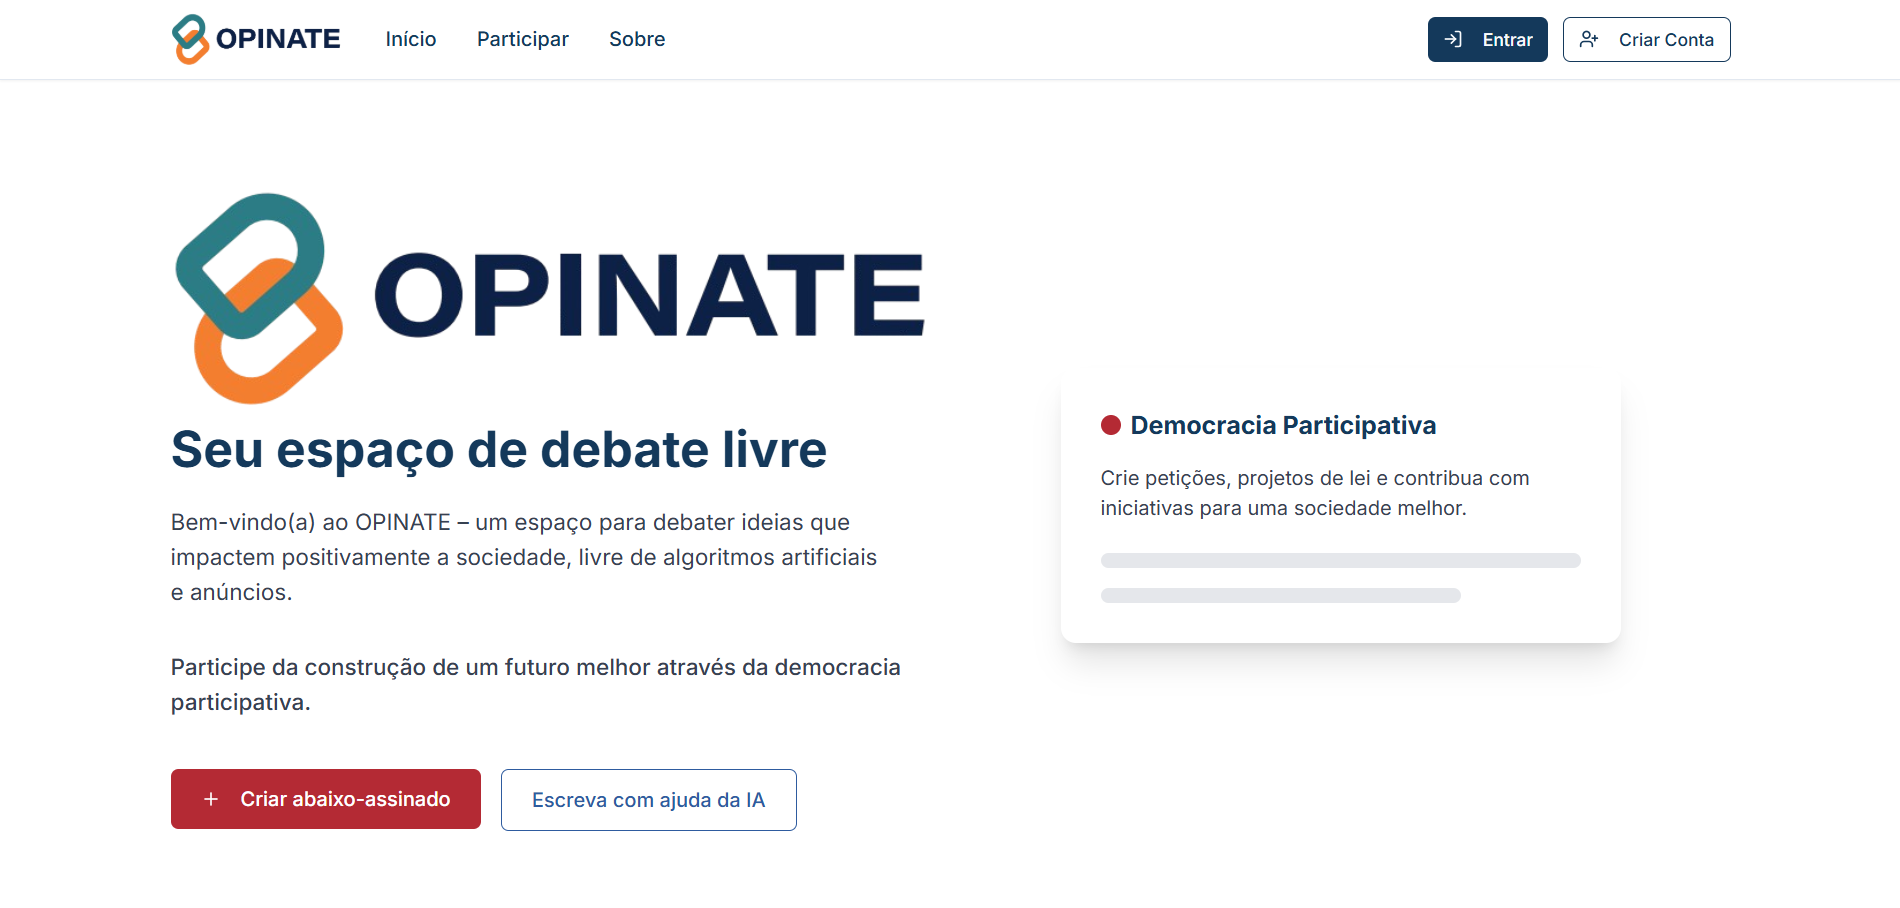 OPINATE
Início
Participar
Sobre
Entrar
Criar Conta
OPINATE
Seu espaço de debate livre
Bem-vindo(a) ao OPINATE – um espaço para debater ideias que
impactem positivamente a sociedade, livre de algoritmos artificiais
e anúncios.
Participe da construção de um futuro melhor através da democracia
participativa.
+ Criar abaixo-assinado
Escreva com ajuda da IA
Democracia Participativa
Crie petições, projetos de lei e contribua com
iniciativas para uma sociedade melhor.